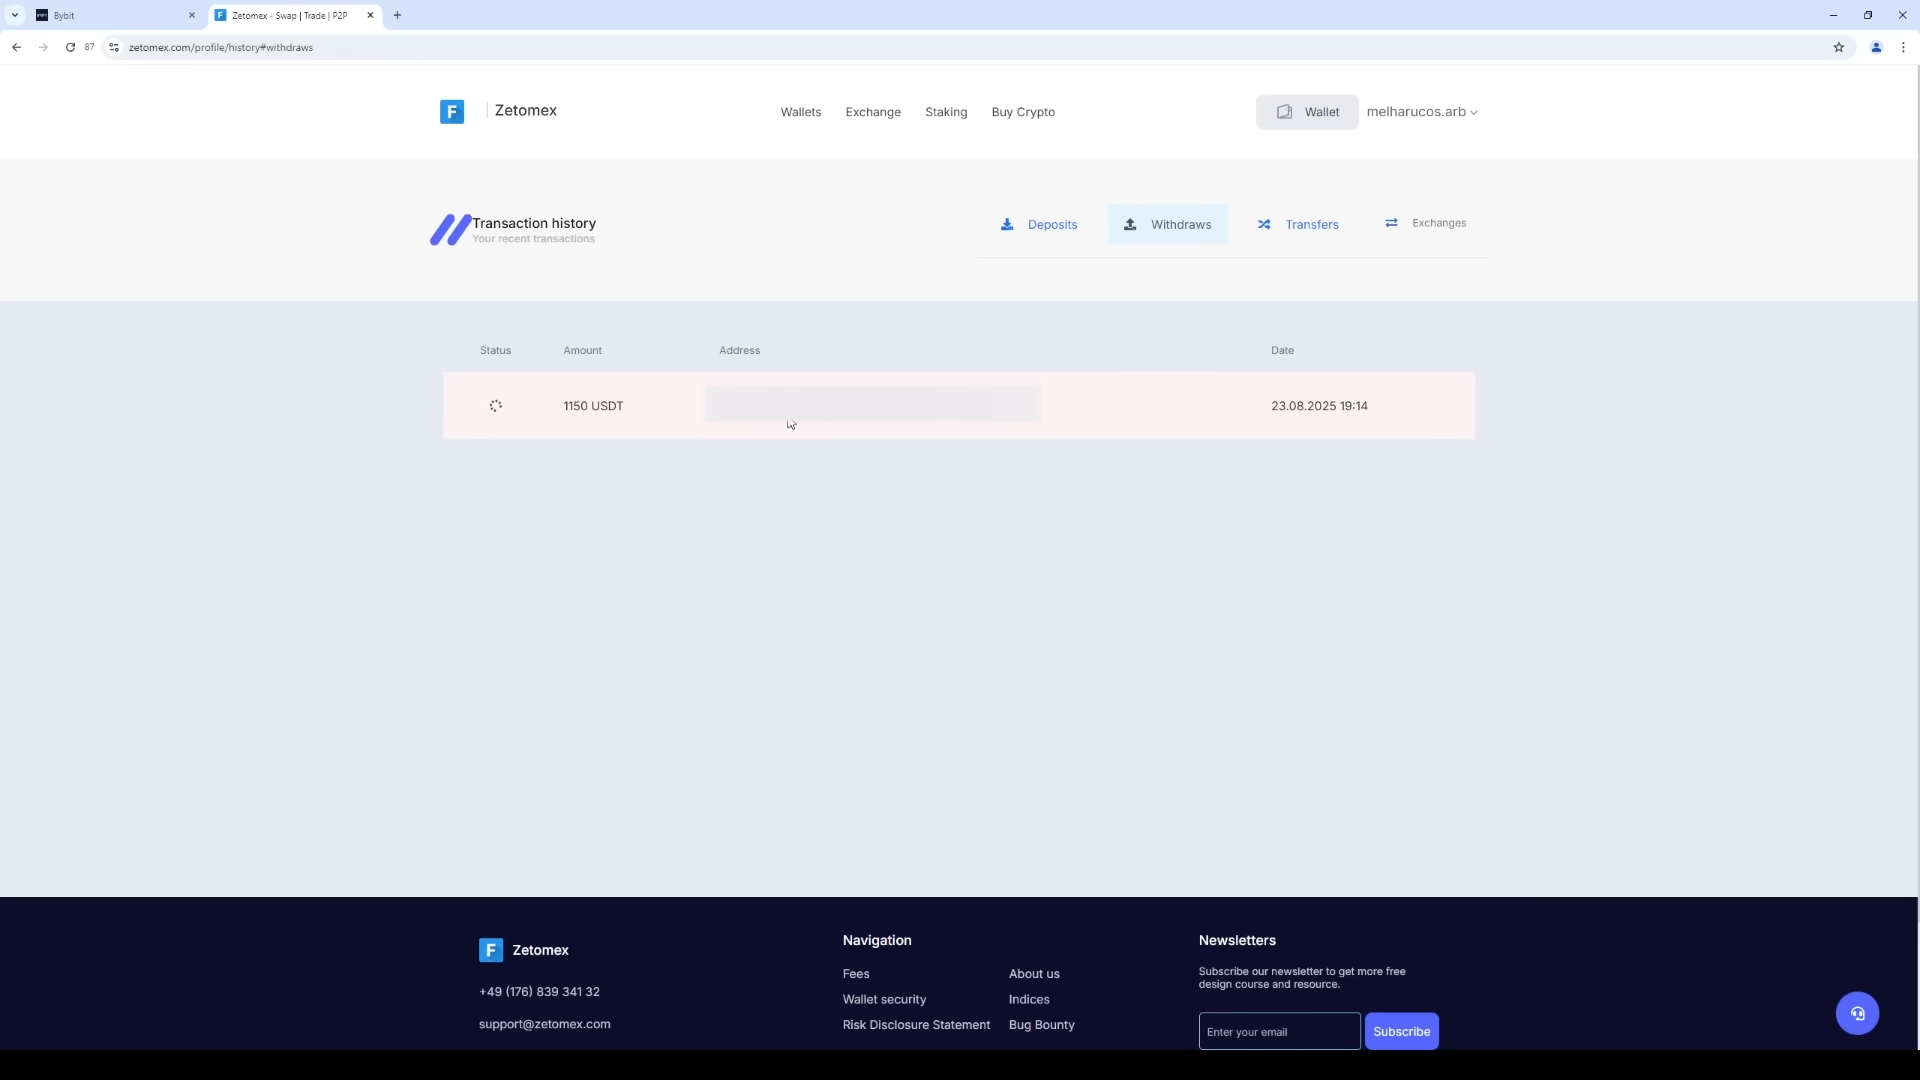 Bybit
Zetomex - Swap | Trade | P2P
87
zetomex.com/profile/history#withdraws
F
Zetomex
Wallets
Exchange
Staking
Buy Crypto
Wallet
melharucos.arb
Transaction history
Your recent transactions
Deposits
Withdraws
Transfers
Exchanges
Status
Amount
Address
Date
1150 USDT
23.08.2025 19:14
F
Zetomex
+49 (176) 839 341 32
support@zetomex.com
Navigation
Fees
About us
Wallet security
Indices
Risk Disclosure Statement
Bug Bounty
Newsletters
Subscribe our newsletter to get more free
design course and resource.
Enter your email
Subscribe